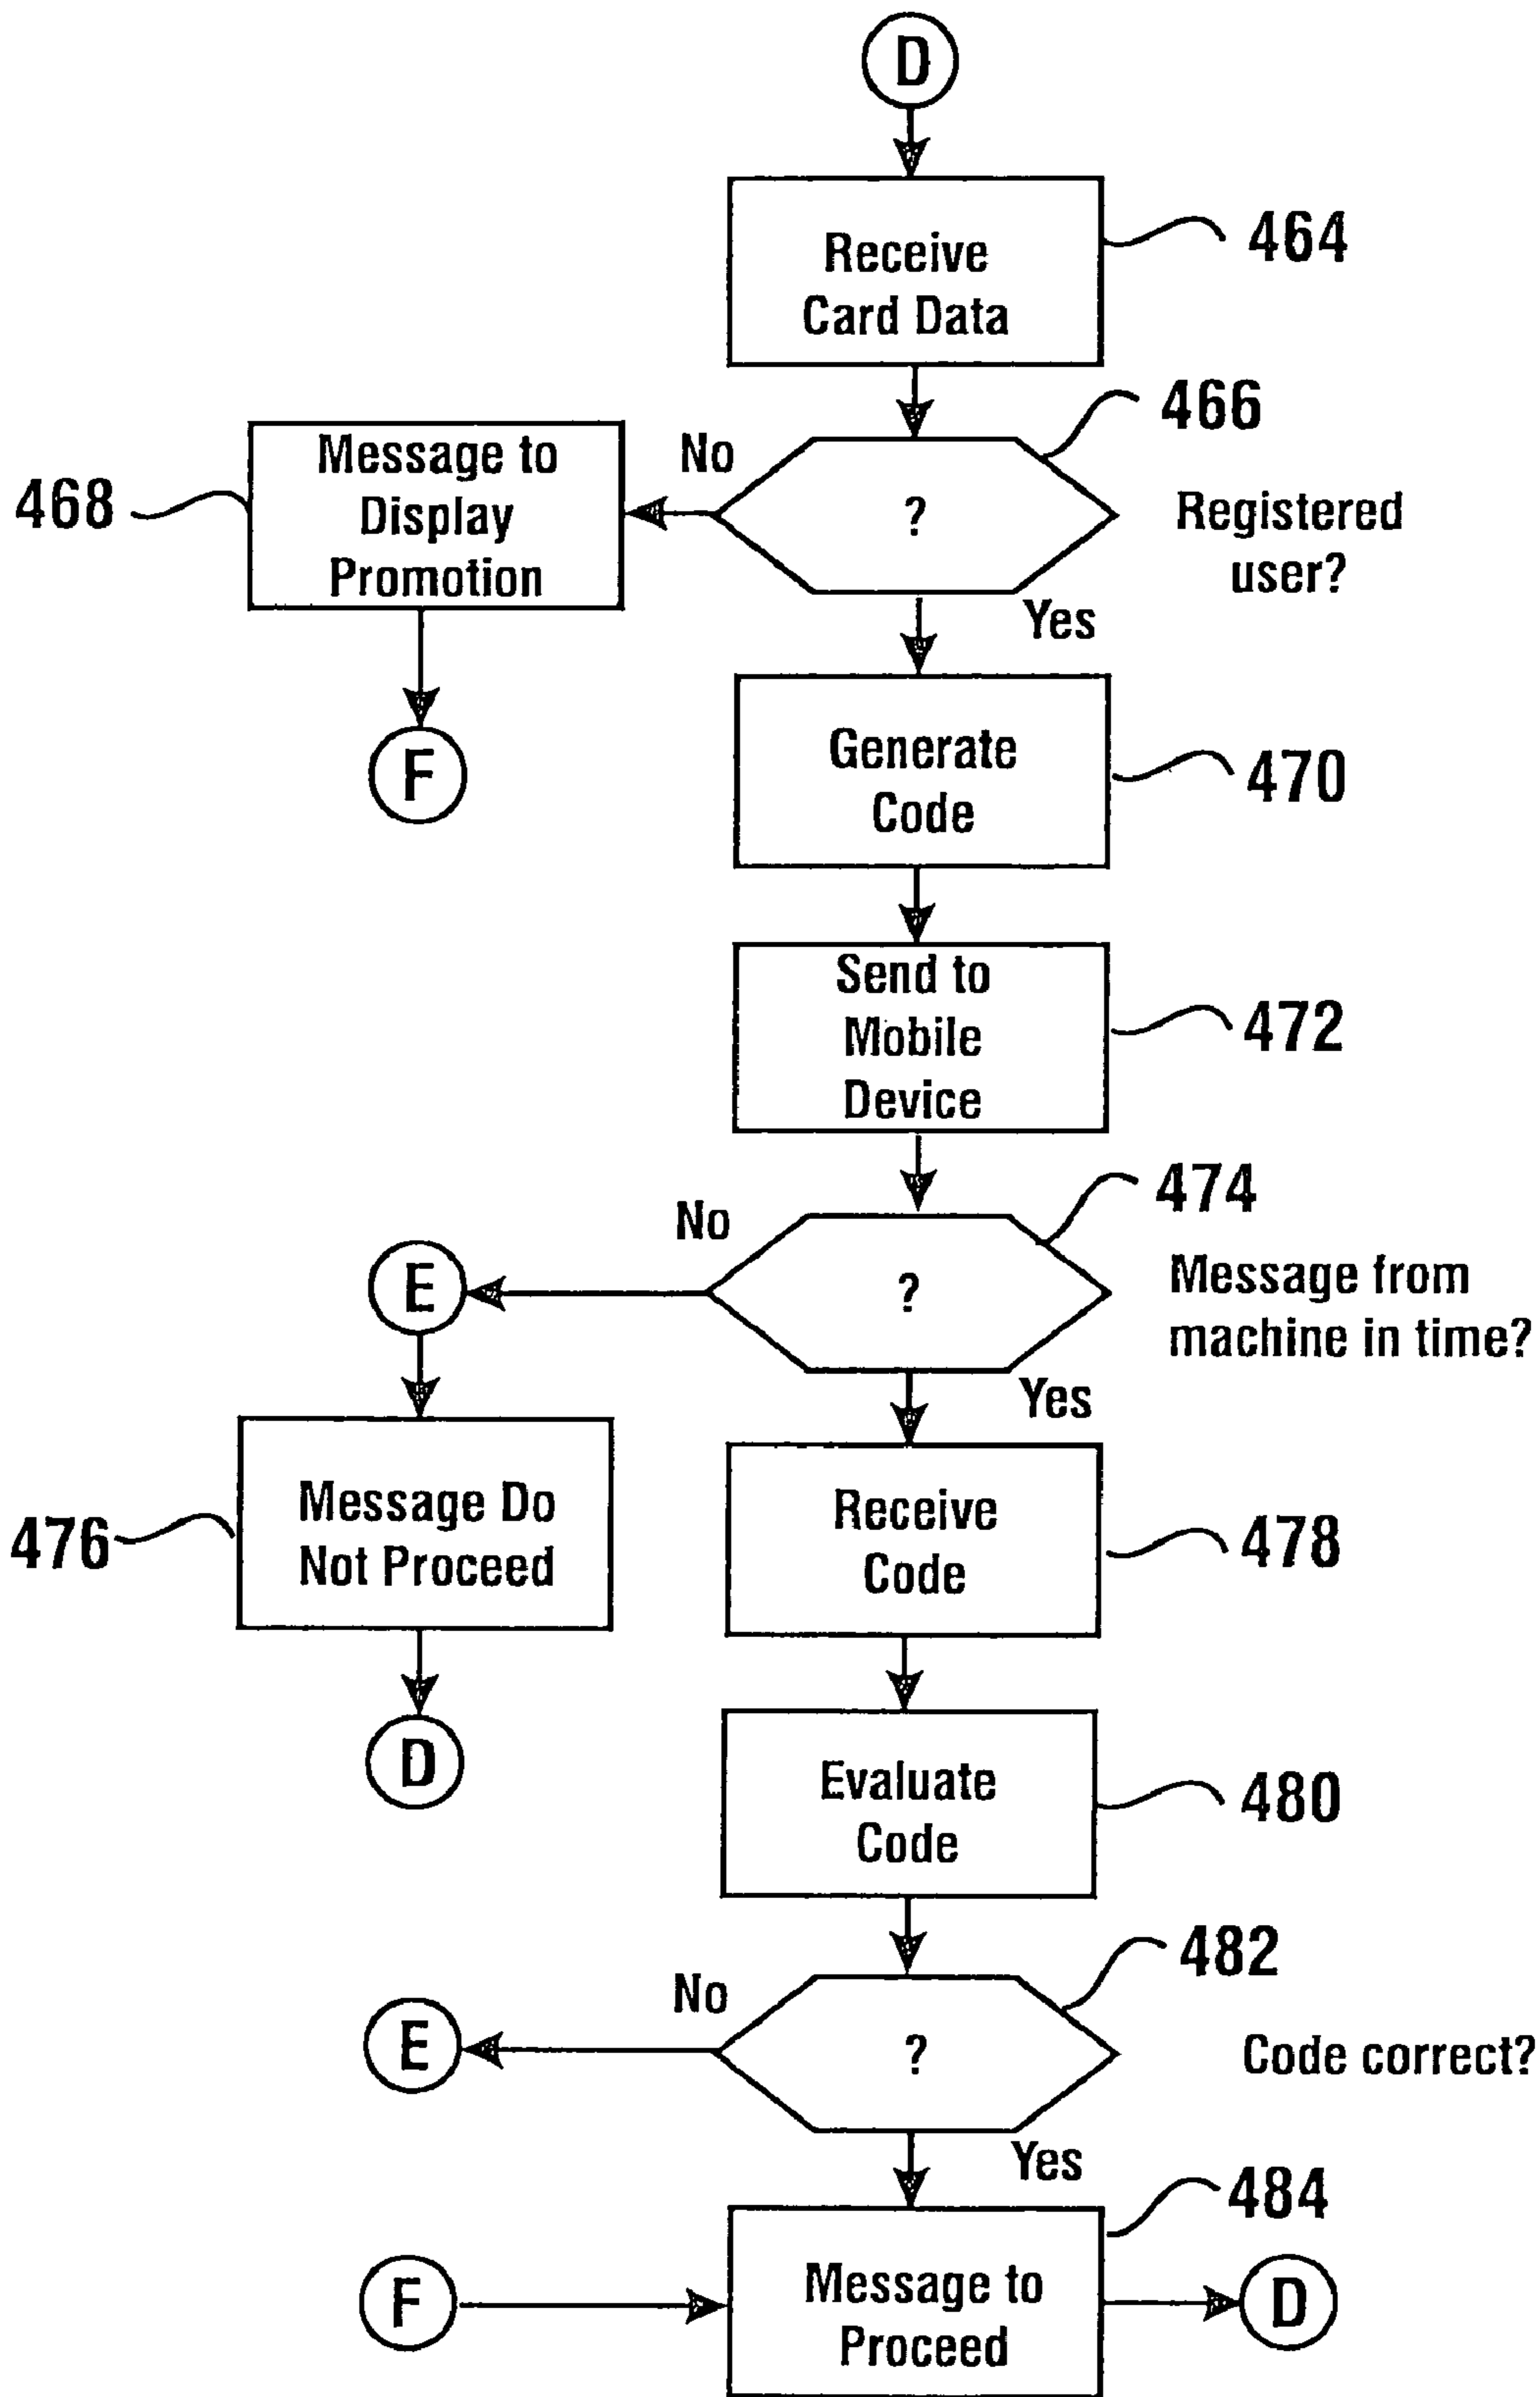 D
Receive
Card Data
464
466
No
?
Registered
user?
Message to
Display
Promotion
468
Yes
F
Generate
Code
470
Send to
Mobile
Device
472
474
No
?
Message from
machine in time?
E
Yes
Message Do
Not Proceed
476
Receive
Code
478
D
Evaluate
Code
480
482
No
?
Code correct?
E
Yes
484
F
Message to
Proceed
D